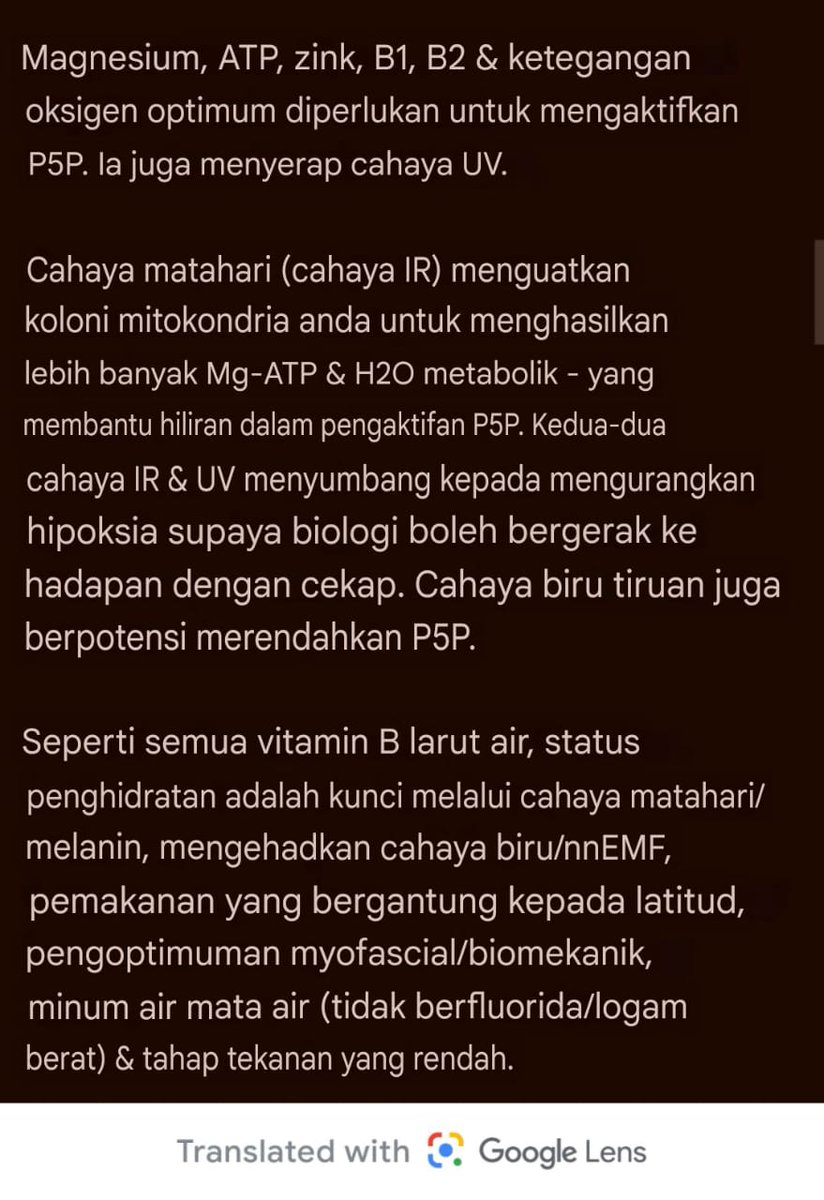 Magnesium, ATP, zink, B1, B2 & ketegangan
oksigen optimum diperlukan untuk mengaktifkan
P5P. Ia juga menyerap cahaya UV.
Cahaya matahari (cahaya IR) menguatkan
koloni mitokondria anda untuk menghasilkan
lebih banyak Mg-ATP & H2O metabolik - yang
membantu hiliran dalam pengaktifan P5P. Kedua-dua
cahaya IR & UV menyumbang kepada mengurangkan
hipoksia supaya biologi boleh bergerak ke
hadapan dengan cekap. Cahaya biru tiruan juga
berpotensi merendahkan P5P.
Seperti semua vitamin B larut air, status
penghidratan adalah kunci melalui cahaya matahari/
melanin, mengehadkan cahaya biru/nnEMF,
pemakanan yang bergantung kepada latitud,
pengoptimuman myofascial/biomekanik,
minum air mata air (tidak berfluorida/logam
berat) & tahap tekanan yang rendah.
Translated with Google Lens